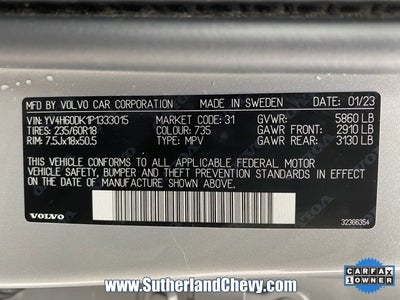 MFD BY VOLVO CAR CORPORATION MADE IN SWEDEN DATE: 01/23
VIN: YV4H60DK1P1333015 MARKET CODE: 31 GVWR: 5860 LB
TIRES: 235/60R18 COLOUR: 735 GAWR FRONT: 2910 LB
RIM: 7.5Jx18x50.5 TYPE: MPV GAWR REAR: 3130 LB
THIS VEHICLE CONFORMS TO ALL APPLICABLE FEDERAL MOTOR
VEHICLE SAFETY, BUMPER AND THEFT PREVENTION STANDARDS IN
EFFECT ON THE DATE OF MANUFACTURE SHOWN ABOVE
VOLVO
32366354
www.SutherlandChevy.com
CARFAX
1 OWNER